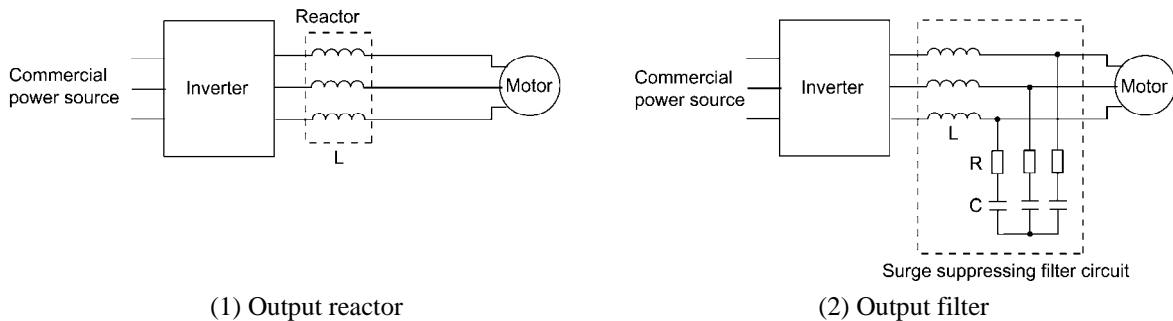 Reactor
Commercial
power source
Inverter
Motor
L
(1) Output reactor
Commercial
power source
Inverter
Motor
L
R
C
Surge suppressing filter circuit
(2) Output filter